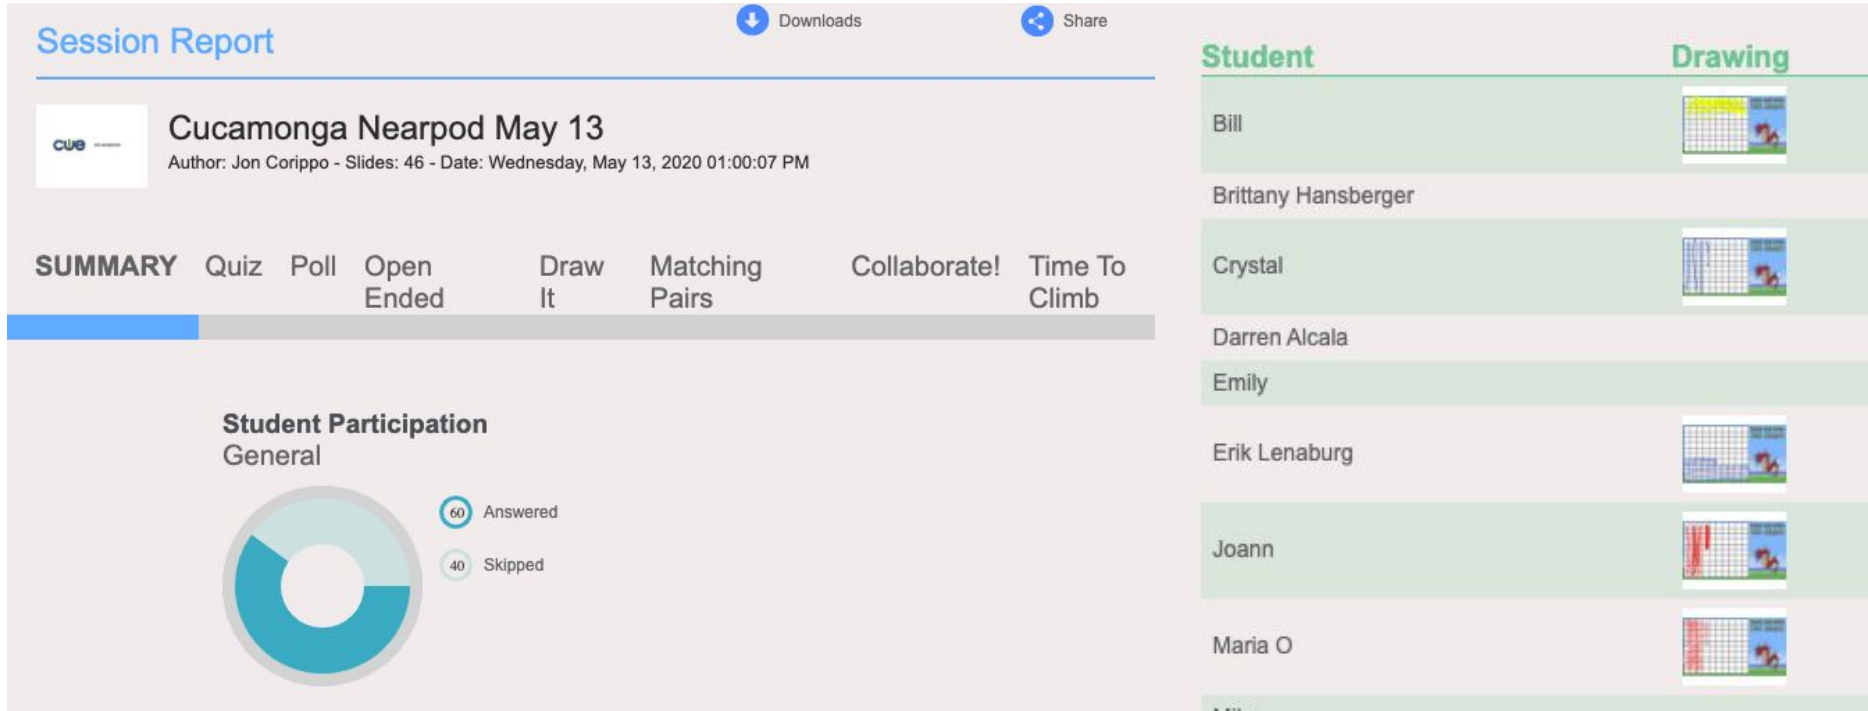 Downloads
Share
Session Report
cue
Cucamonga Nearpod May 13
Author: Jon Corippo - Slides: 46 - Date: Wednesday, May 13, 2020 01:00:07 PM
SUMMARY Quiz Poll Open Ended Draw It Matching Pairs Collaborate! Time To Climb
Student Participation
General
60 Answered
40 Skipped
Student Drawing
Bill
Brittany Hansberger
Crystal
Darren Alcala
Emily
Erik Lenaburg
Joann
Maria O